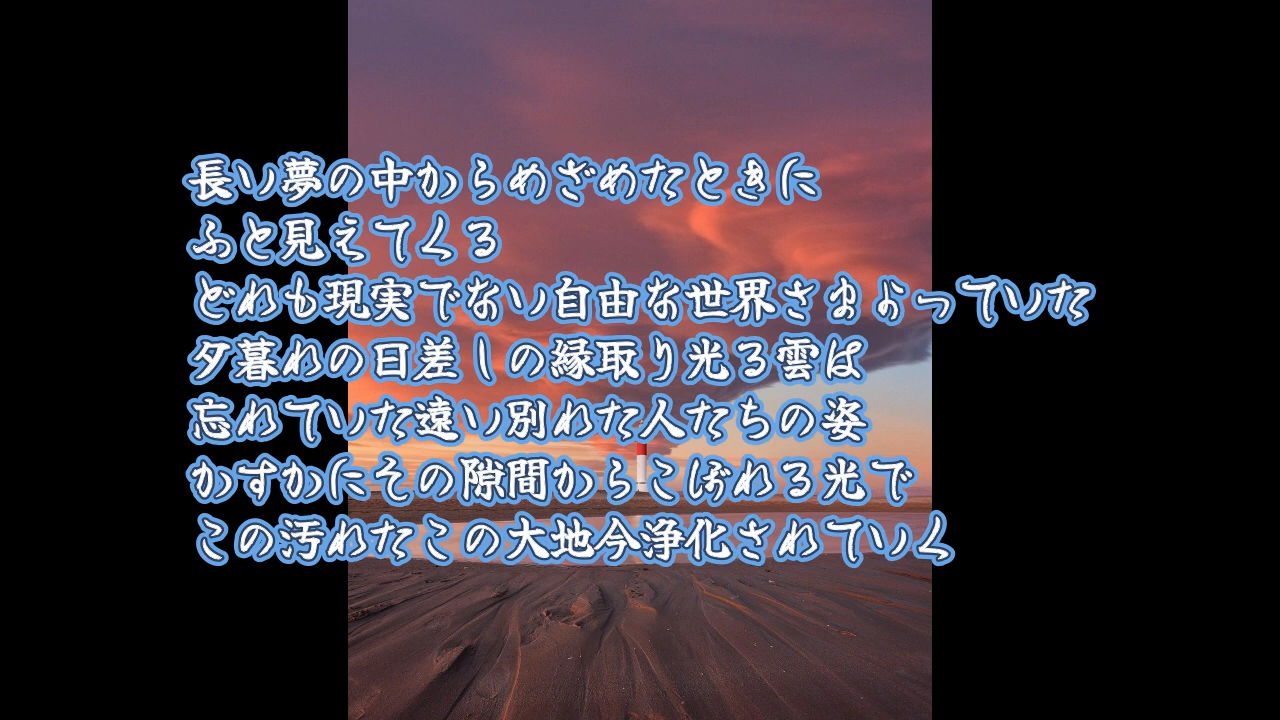 長い夢の中からめざめたときに
ふと見えてくる
どれも現実でない自由な世界さまよっていた
夕暮れの日差しの縁取り光る雲は
忘れていた遠い別れた人たちの姿
かすかにその隙間からこぼれる光で
この汚れたこの大地今浄化されていく